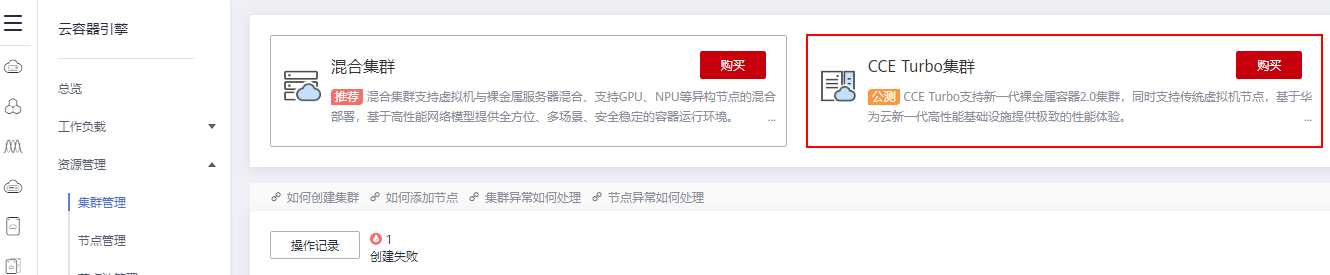 云容器引擎
总览
工作负载
资源管理
集群管理
节点管理
混合集群
购买
推荐 混合集群支持虚拟机与裸金属服务器混合、支持GPU、NPU等异构节点的混合
部署，基于高性能网络模型提供全方位、多场景、安全稳定的容器运行环境。 ...
CCE Turbo集群
购买
公测 CCE Turbo支持新一代裸金属容器2.0集群，同时支持传统虚拟机节点，基于华
为云新一代高性能基础设施提供极致的性能体验。 ...
如何创建集群 如何添加节点 集群异常如何处理 节点异常如何处理
操作记录
1
创建失败